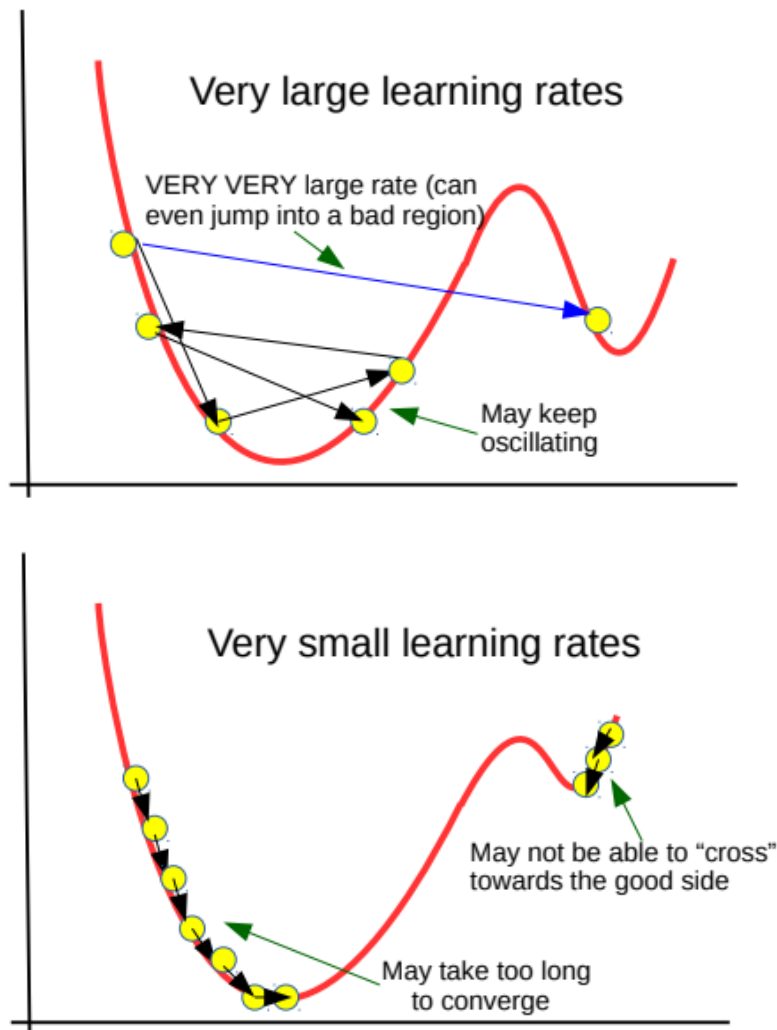 Very large learning rates
VERY VERY large rate (can
even jump into a bad region)
May keep
oscillating
Very small learning rates
May not be able to “cross”
towards the good side
May take too long
to converge